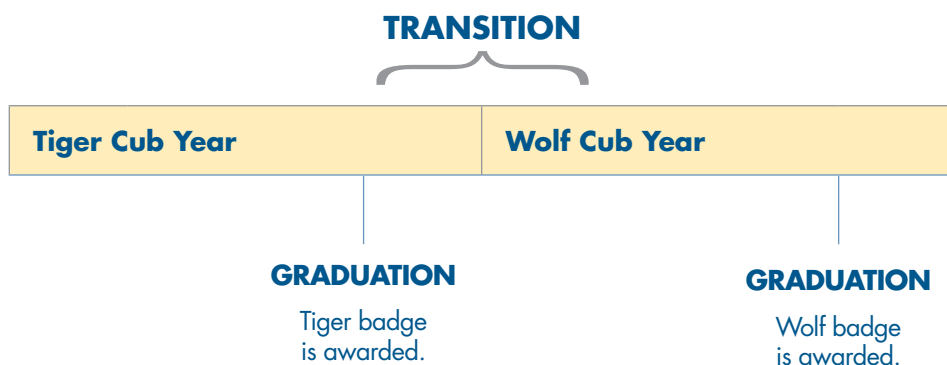 TRANSITION
Tiger Cub Year
Wolf Cub Year
GRADUATION
Tiger badge
is awarded.
GRADUATION
Wolf badge
is awarded.